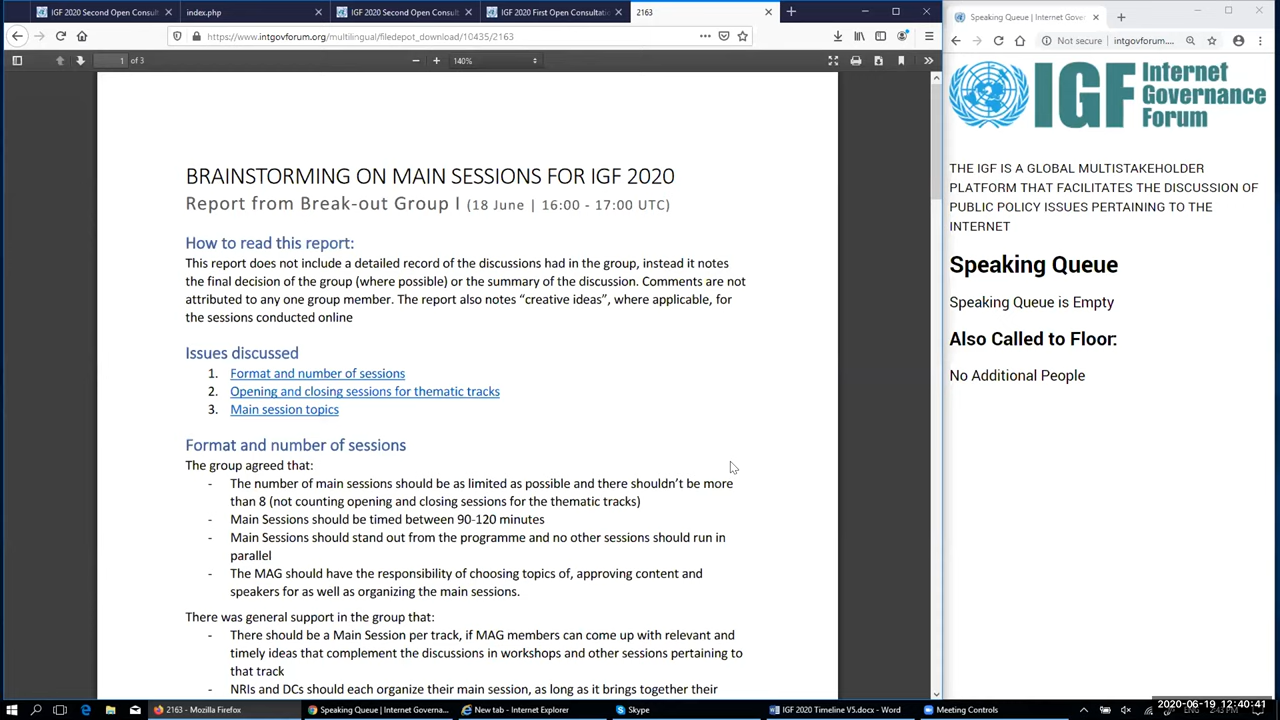 IGF 2020 Second Open Consult
index.php
IGF 2020 Second Open Consult
IGF 2020 First Open Consultatio
2163
https://www.intgovforum.org/multilingual/filedepot_download/10435/2163
1 of 3
140%
BRAINSTORMING ON MAIN SESSIONS FOR IGF 2020
Report from Break-out Group I (18 June | 16:00 - 17:00 UTC)
How to read this report:
This report does not include a detailed record of the discussions had in the group, instead it notes
the final decision of the group (where possible) or the summary of the discussion. Comments are not
attributed to any one group member. The report also notes “creative ideas”, where applicable, for
the sessions conducted online
Issues discussed
1. Format and number of sessions
2. Opening and closing sessions for thematic tracks
3. Main session topics
Format and number of sessions
The group agreed that:
- The number of main sessions should be as limited as possible and there shouldn’t be more
than 8 (not counting opening and closing sessions for the thematic tracks)
- Main Sessions should be timed between 90-120 minutes
- Main Sessions should stand out from the programme and no other sessions should run in
parallel
- The MAG should have the responsibility of choosing topics of, approving content and
speakers for as well as organizing the main sessions.
There was general support in the group that:
- There should be a Main Session per track, if MAG members can come up with relevant and
timely ideas that complement the discussions in workshops and other sessions pertaining to
that track
- NRIs and DCs should each organize their main session, as long as it brings together their
Speaking Queue | Internet Gover
Not secure | intgovforum....
IGF Internet
Governance
Forum
THE IGF IS A GLOBAL MULTISTAKEHOLDER
PLATFORM THAT FACILITATES THE DISCUSSION OF
PUBLIC POLICY ISSUES PERTAINING TO THE
INTERNET
Speaking Queue
Speaking Queue is Empty
Also Called to Floor:
No Additional People
2163 - Mozilla Firefox
Speaking Queue | Internet Governa...
New tab - Internet Explorer
Skype
IGF 2020 Timeline V5.docx - Word
Meeting Controls
2020-06-19 12:40:41